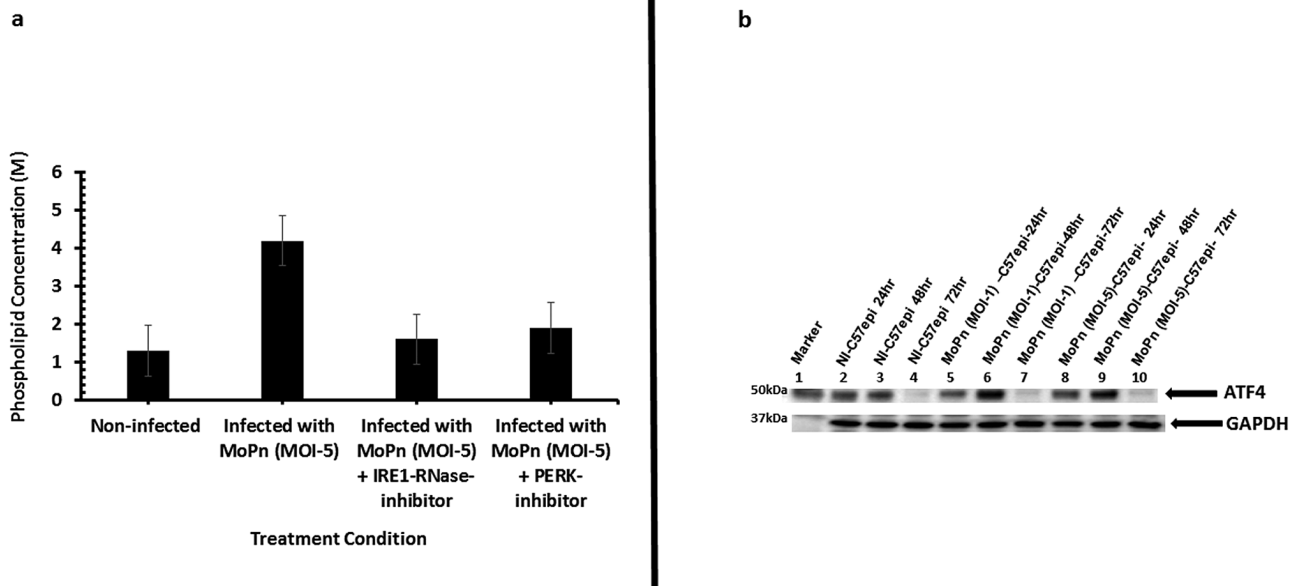 a
Phospholipid Concentration (M)
6
5
4
3
2
1
0
Non-infected
Infected with
MoPn (MOI-5)
Infected with
MoPn (MOI-5)
+ IRE1-RNase-
inhibitor
Infected with
MoPn (MOI-5)
+ PERK-
inhibitor
Treatment Condition
b
Marker
NI-C57epi 24hr
NI-C57epi 48hr
NI-C57epi 72hr
MoPn (MOI-1) –C57epi-24hr
MoPn (MOI-1)-C57epi-48hr
MoPn (MOI-1) –C57epi-72hr
MoPn (MOI-5)-C57epi- 24hr
MoPn (MOI-5)-C57epi- 48hr
MoPn (MOI-5)-C57epi- 72hr
1 2 3 4 5 6 7 8 9 10
50kDa
ATF4
37kDa
GAPDH